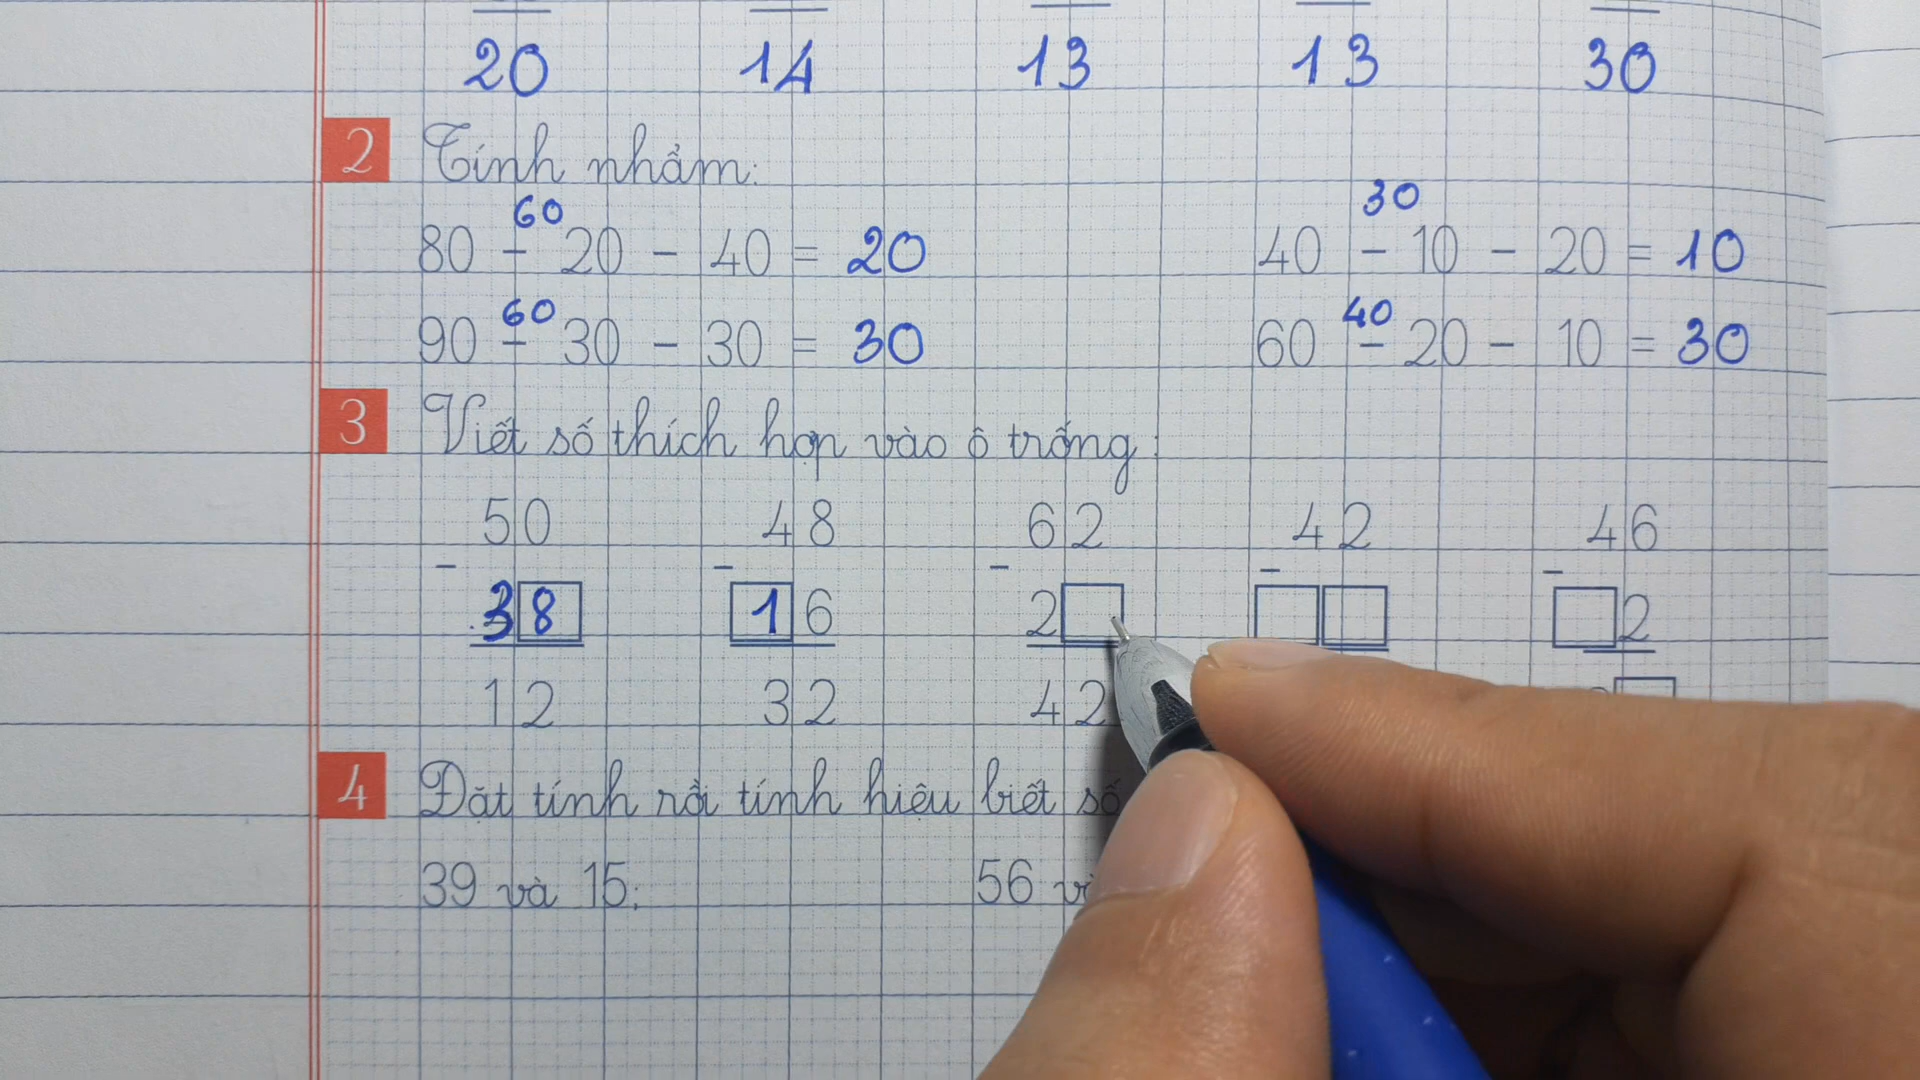 20 14 13 13 30
2 Tính nhẩm:
60 30
80 - 20 - 40 = 20 40 - 10 - 20 = 10
60 40
90 - 30 - 30 = 30 60 - 20 - 10 = 30
3 Viết số thích hợp vào ô trống:
50 48 62 42 46
- - - - -
38 16 2 2
12 32 42
4 Đặt tính rồi tính hiệu biết số
39 và 15; 56